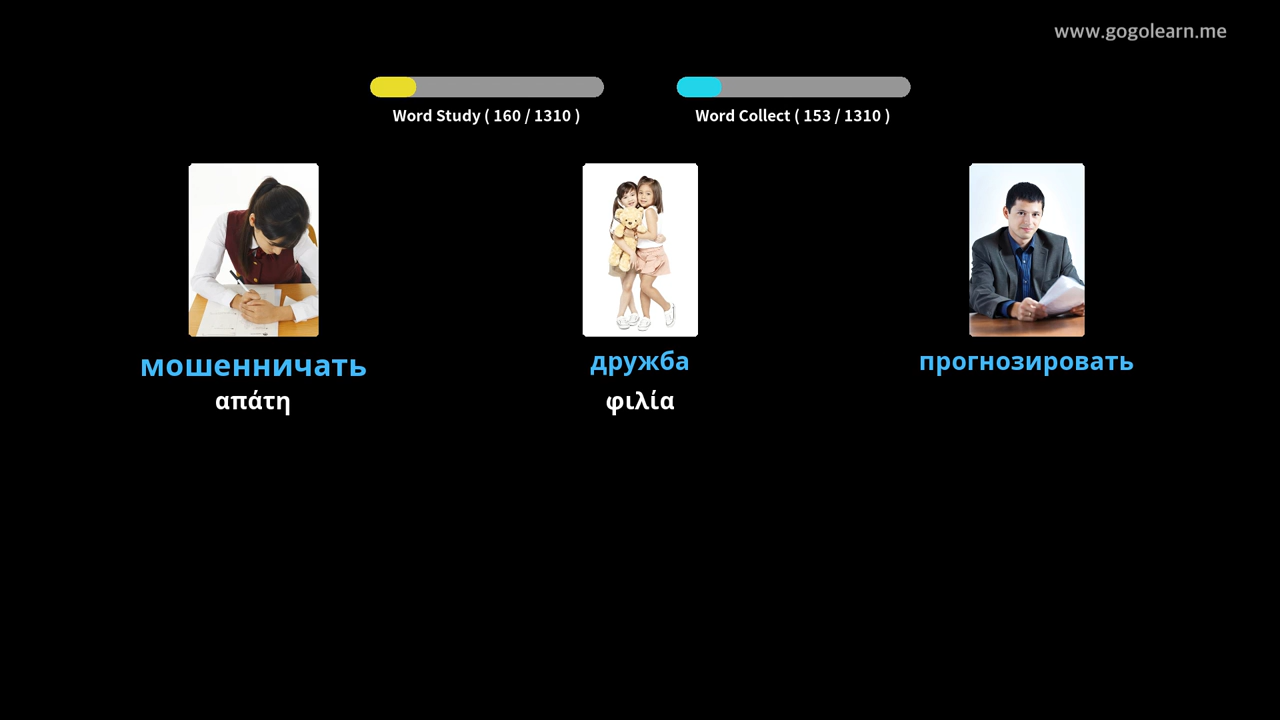 www.gogolearn.me
Word Study ( 160 / 1310 )
Word Collect ( 153 / 1310 )
мошенничать
απάτη
дружба
φιλία
прогнозировать